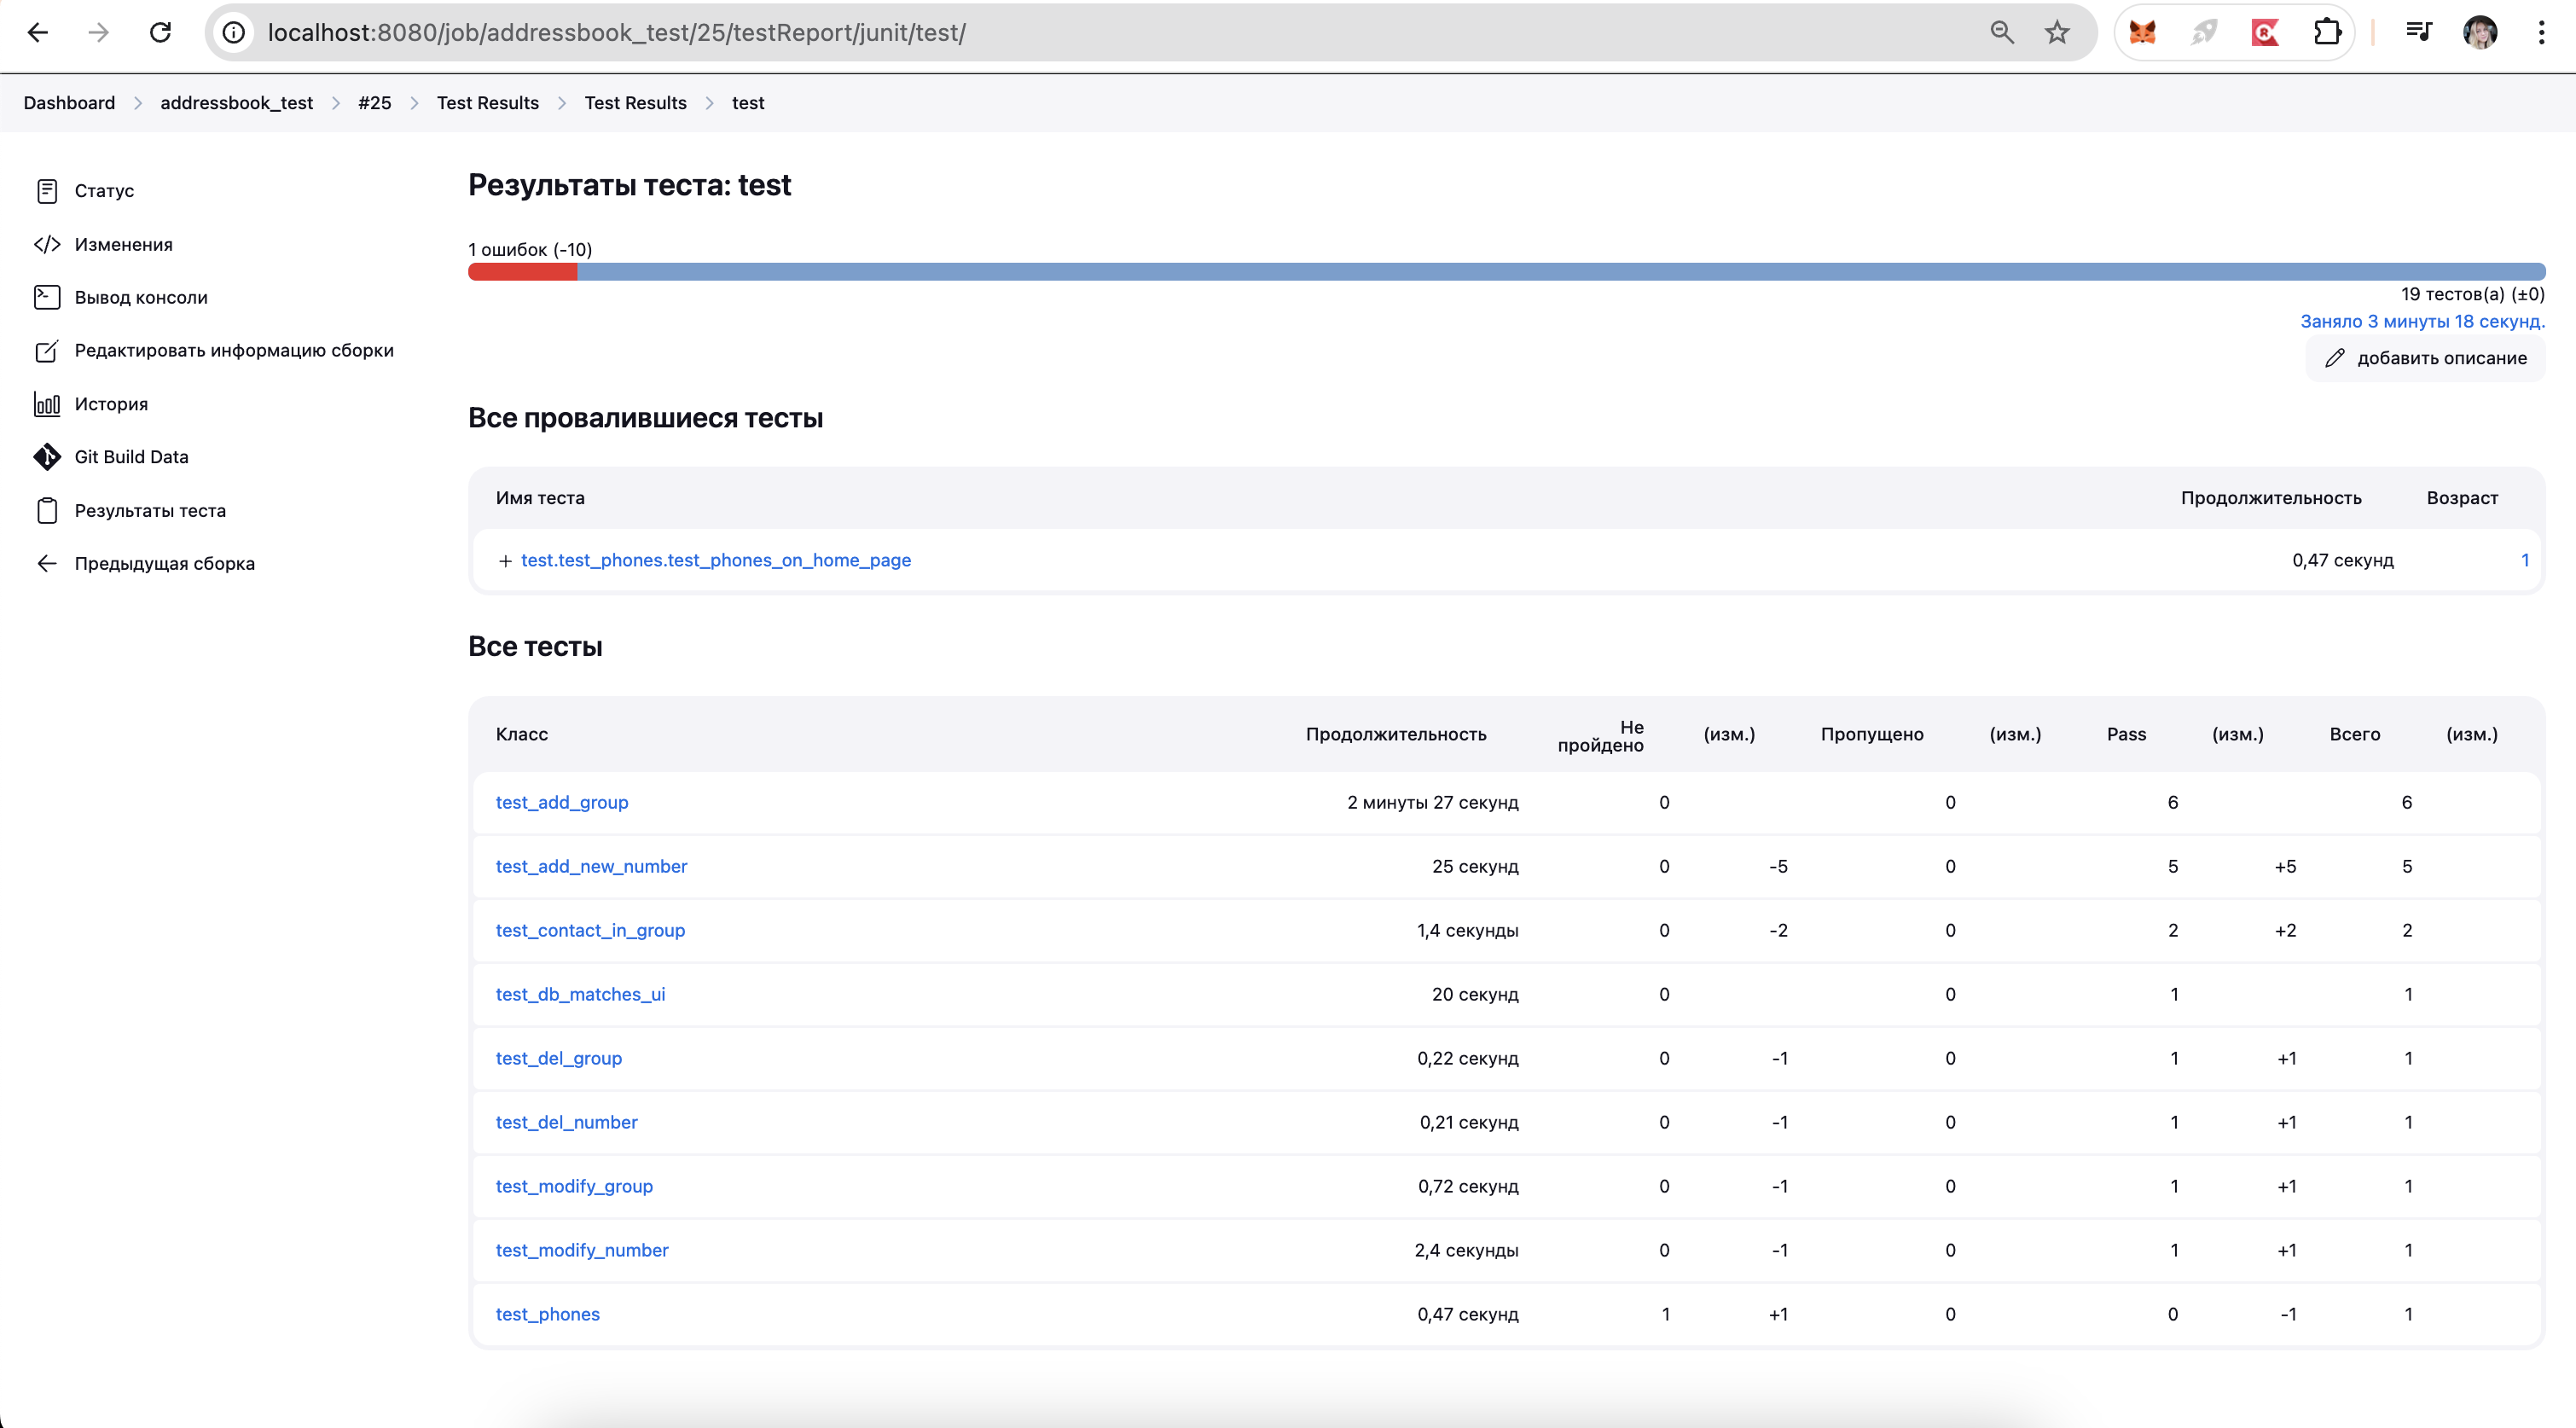 localhost:8080/job/addressbook_test/25/testReport/junit/test/
Dashboard addressbook_test #25 Test Results Test Results test
Статус
Изменения
Вывод консоли
Редактировать информацию сборки
История
Git Build Data
Результаты теста
Предыдущая сборка
Результаты теста: test
1 ошибок (-10)
19 тестов(а) (±0)
Заняло 3 минуты 18 секунд.
добавить описание
Все провалившиеся тесты
Имя теста Продолжительность Возраст
+ test.test_phones.test_phones_on_home_page 0,47 секунд 1
Все тесты
Класс Продолжительность Не пройдено (изм.) Пропущено (изм.) Pass (изм.) Всего (изм.)
test_add_group 2 минуты 27 секунд 0 0 6 6
test_add_new_number 25 секунд 0 -5 0 5 +5 5
test_contact_in_group 1,4 секунды 0 -2 0 2 +2 2
test_db_matches_ui 20 секунд 0 0 1 1
test_del_group 0,22 секунд 0 -1 0 1 +1 1
test_del_number 0,21 секунд 0 -1 0 1 +1 1
test_modify_group 0,72 секунд 0 -1 0 1 +1 1
test_modify_number 2,4 секунды 0 -1 0 1 +1 1
test_phones 0,47 секунд 1 +1 0 0 -1 1